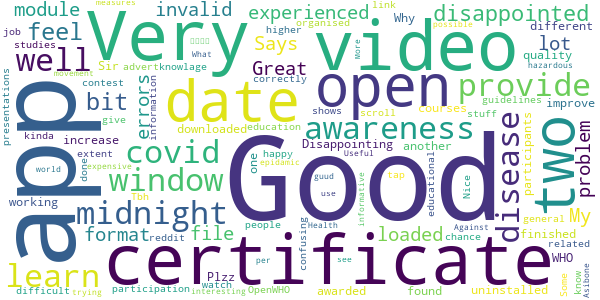 module
invalid
experienced
link
Why
disappointed
job
feel
Very
organised
higher
different
studies
Says
video
More
possible
measures
What
hazardous
well
Sir
advert
knowlage
Great
correctly
lot
quality
movement
contest
bit
errors
date
open
provide
presentations
give
information
shows
scroll
guidelines
improve
app
downloaded
education
courses
stuff
kinda
increase
awareness
participants
extent
done
covid
Disappointing
another
disease
two
problem
expensive
one
happy
Useful
epidamic
window
Good
guud
tap
educational
Nice
My
world
Tbh
use
working
midnight
people
Health
informative
Against
general
format
file
loaded
chance
finished
reddit
confusing
related
learn
certificate
WHO
Plzz
per
see
difficult
participation
watch
awarded
found
uninstalled
Some
know
Asibone
trying
interesting
OpenWHO